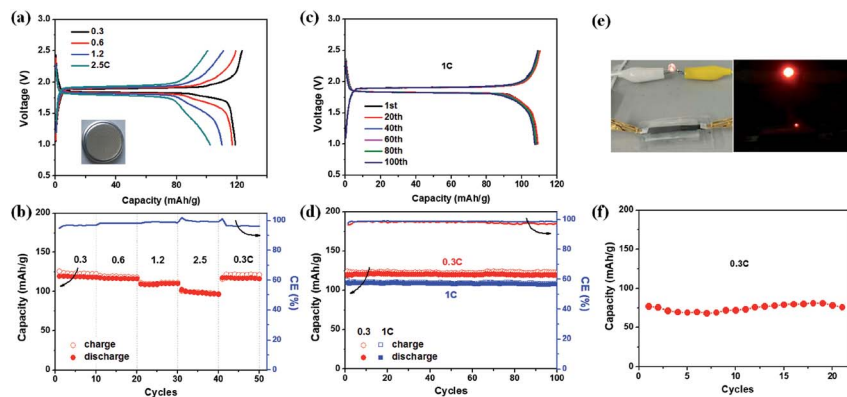 (a)
3.0
2.5
2.0
1.5
1.0
0.5
Voltage (V)
0.3
0.6
1.2
2.5C
0 40 80 120
Capacity (mAh/g)
(c)
3.0
2.5
2.0
1.5
1.0
0.5
Voltage (V)
1C
1st
20th
40th
60th
80th
100th
0 20 40 60 80 100 120
Capacity (mAh/g)
(e)
(b)
200
150
100
50
0
Capacity (mAh/g)
0.3 0.6 1.2 2.5 0.3C
charge
discharge
100
80
60
40
20
0
CE (%)
0 10 20 30 40 50
Cycles
(d)
200
150
100
50
0
Capacity (mAh/g)
0.3C
1C
0.3 1C
charge
discharge
100
80
60
40
20
0
CE (%)
0 20 40 60 80 100
Cycles
(f)
200
150
100
50
0
Capacity (mAh/g)
0.3C
0 5 10 15 20
Cycles